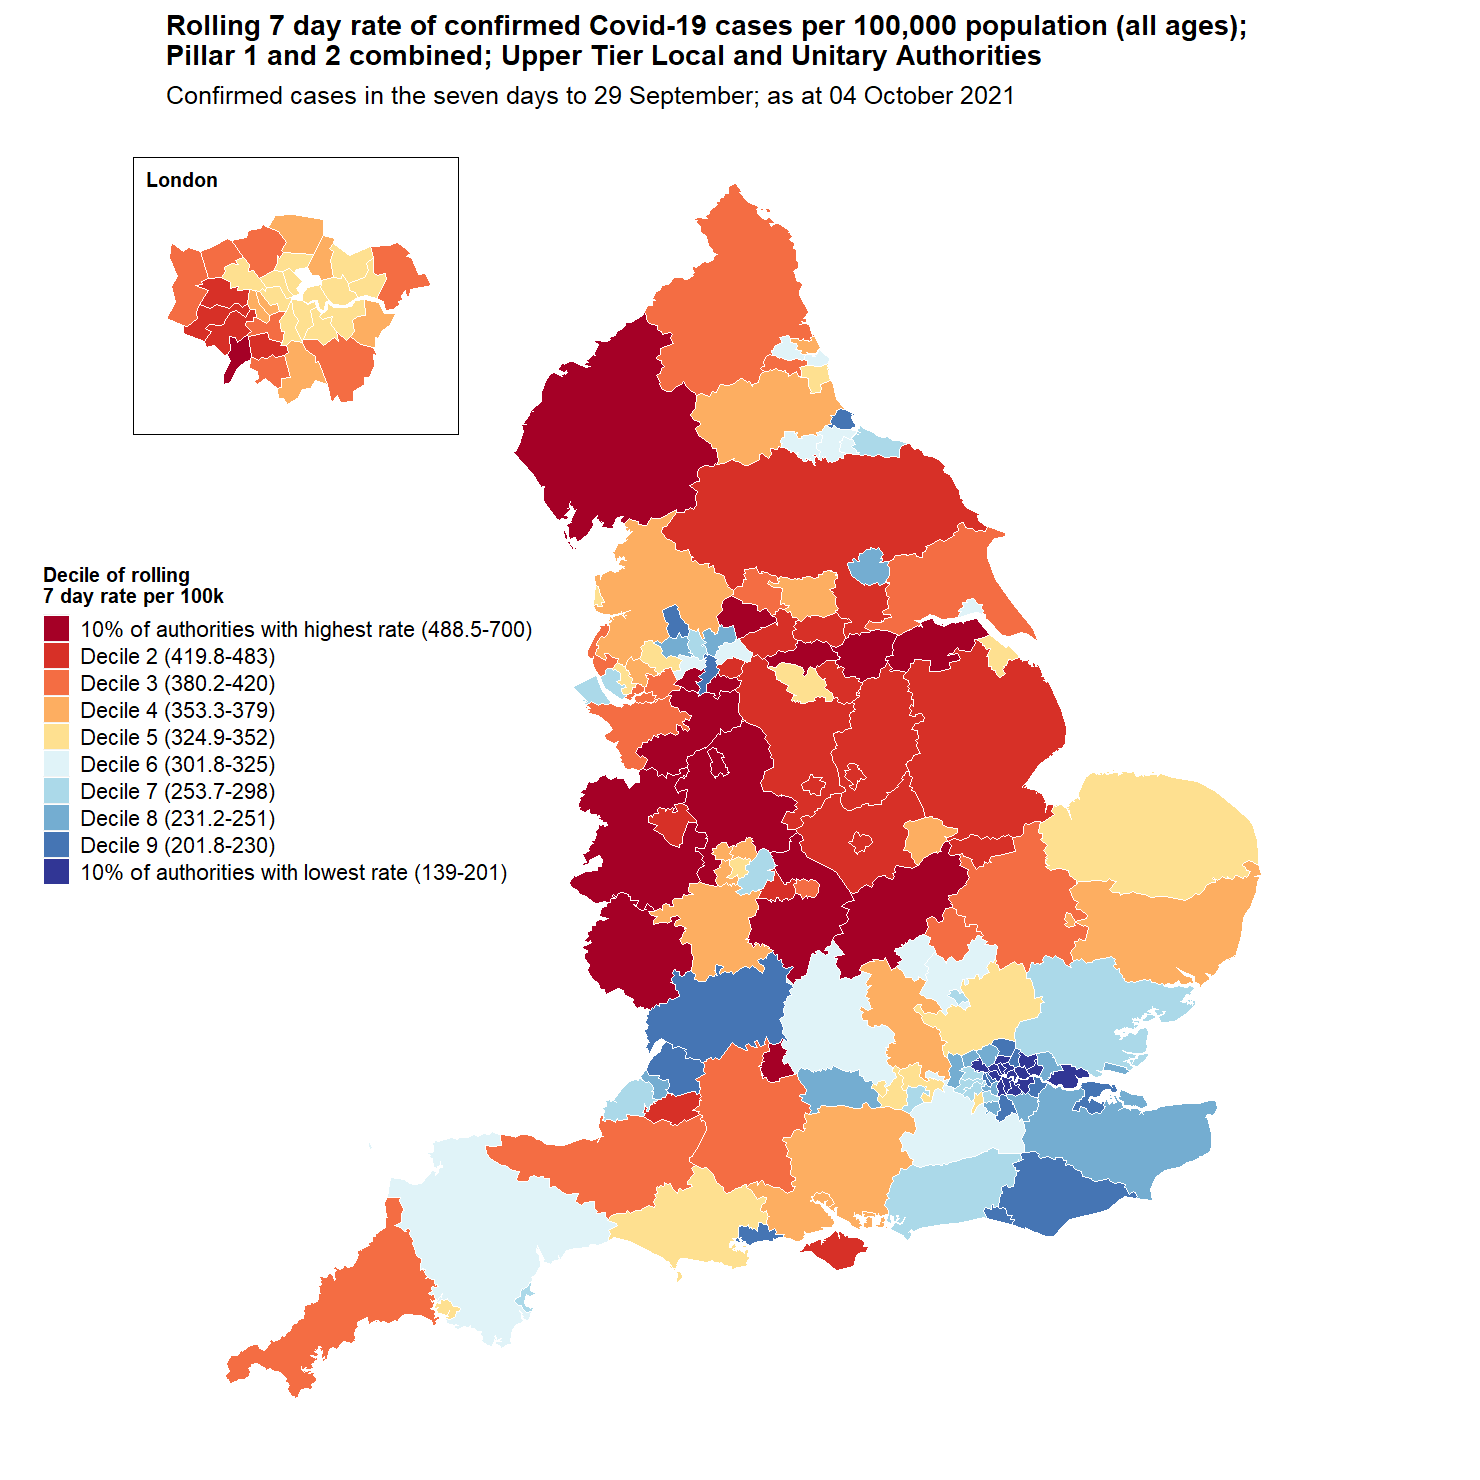 Rolling 7 day rate of confirmed Covid-19 cases per 100,000 population (all ages);
Pillar 1 and 2 combined; Upper Tier Local and Unitary Authorities
Confirmed cases in the seven days to 29 September; as at 04 October 2021
London
Decile of rolling
7 day rate per 100k
10% of authorities with highest rate (488.5-700)
Decile 2 (419.8-483)
Decile 3 (380.2-420)
Decile 4 (353.3-379)
Decile 5 (324.9-352)
Decile 6 (301.8-325)
Decile 7 (253.7-298)
Decile 8 (231.2-251)
Decile 9 (201.8-230)
10% of authorities with lowest rate (139-201)